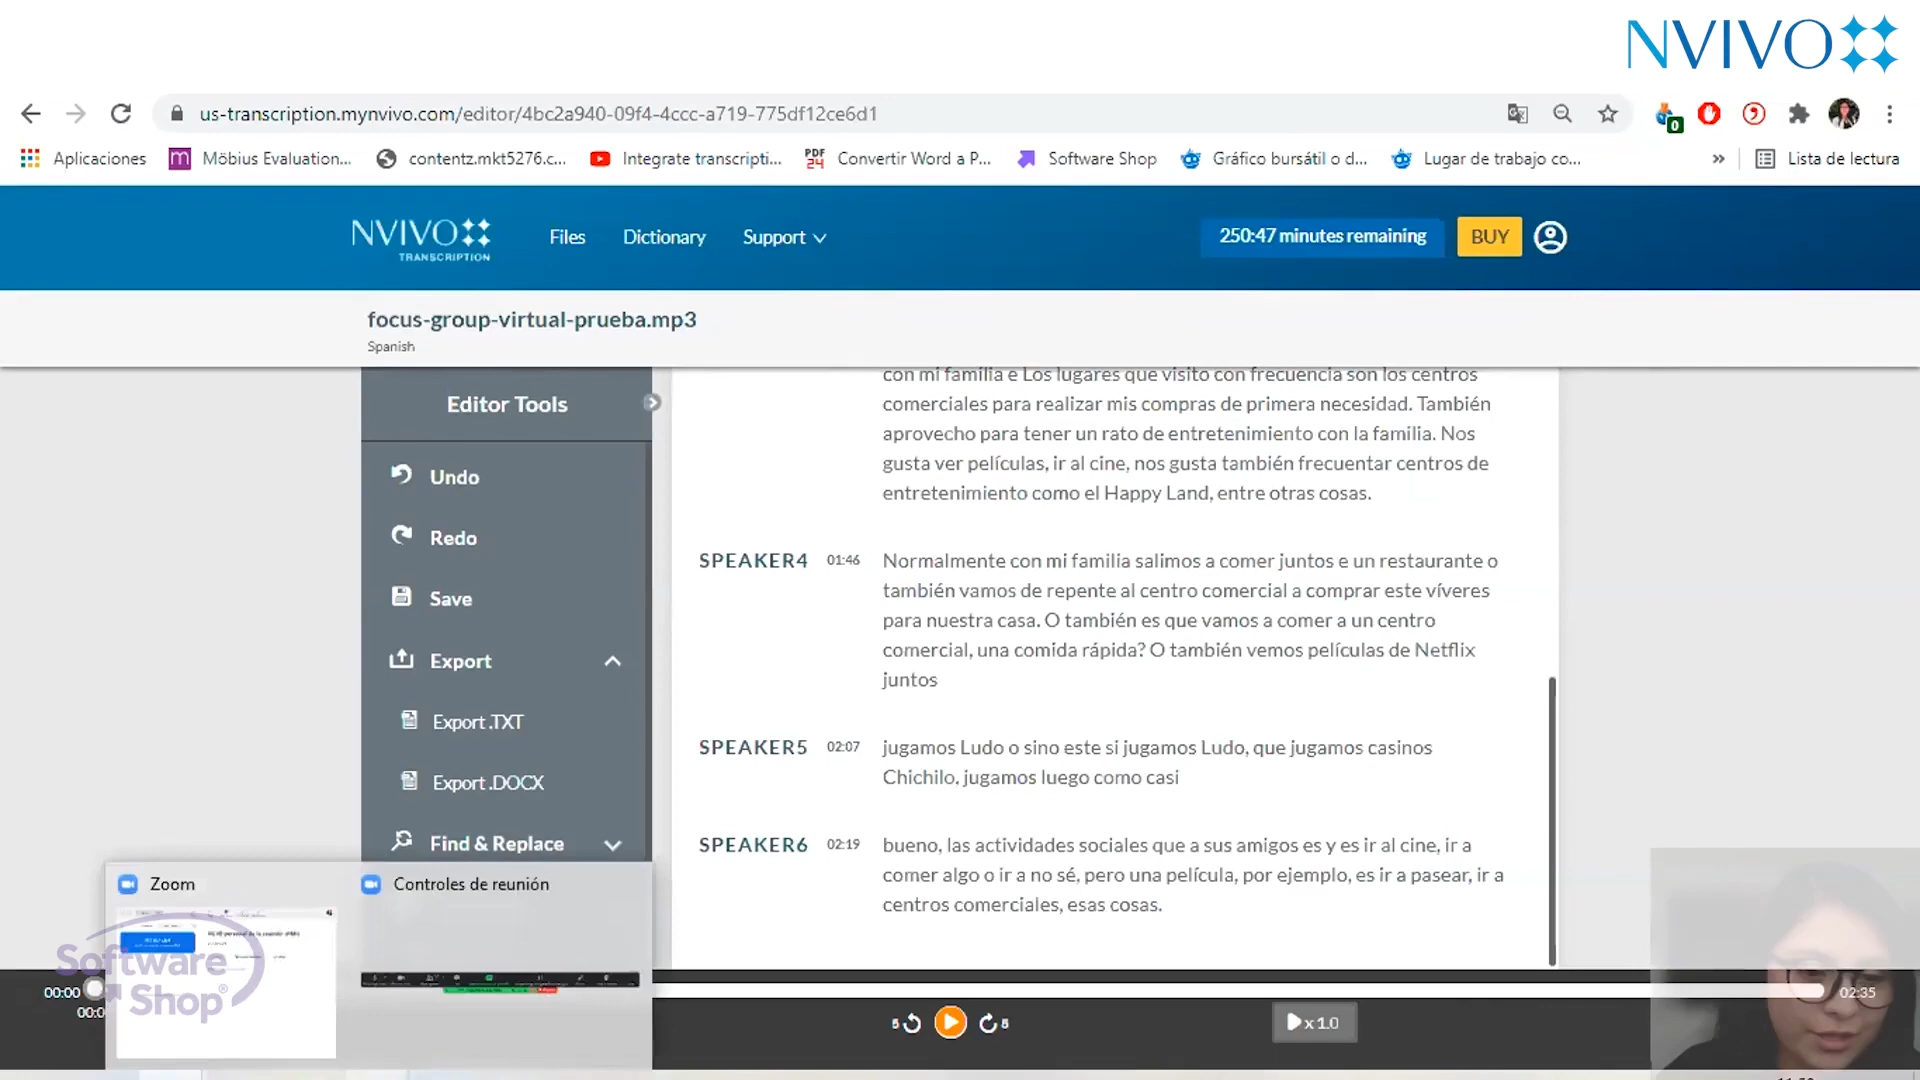 NVIVO
us-transcription.mynvivo.com/editor/4bc2a940-09f4-4ccc-a719-775df12ce6d1
0
Aplicaciones
Möbius Evaluation...
contentz.mkt5276.c...
Integrate transcripti...
PDF 24
Convertir Word a P...
Software Shop
Gráfico bursátil o d...
Lugar de trabajo co...
»
Lista de lectura
NVIVO
TRANSCRIPTION
Files
Dictionary
Support
250:47 minutes remaining
BUY
focus-group-virtual-prueba.mp3
Spanish
Editor Tools
Undo
Redo
Save
Export
Export .TXT
Export .DOCX
Find & Replace
con mi familia e Los lugares que visito con frecuencia son los centros
comerciales para realizar mis compras de primera necesidad. También
aprovecho para tener un rato de entretenimiento con la familia. Nos
gusta ver películas, ir al cine, nos gusta también frecuentar centros de
entretenimiento como el Happy Land, entre otras cosas.
SPEAKER4 01:46 Normalmente con mi familia salimos a comer juntos e un restaurante o
también vamos de repente al centro comercial a comprar este víveres
para nuestra casa. O también es que vamos a comer a un centro
comercial, una comida rápida? O también vemos películas de Netflix
juntos
SPEAKER5 02:07 jugamos Ludo o sino este si jugamos Ludo, que jugamos casinos
Chichilo, jugamos luego como casi
SPEAKER6 02:19 bueno, las actividades sociales que a sus amigos es y es ir al cine, ir a
comer algo o ir a no sé, pero una película, por ejemplo, es ir a pasear, ir a
centros comerciales, esas cosas.
Zoom
Controles de reunión
Software
Shop®
00:00
00:0
02:35
5
5
x 1.0